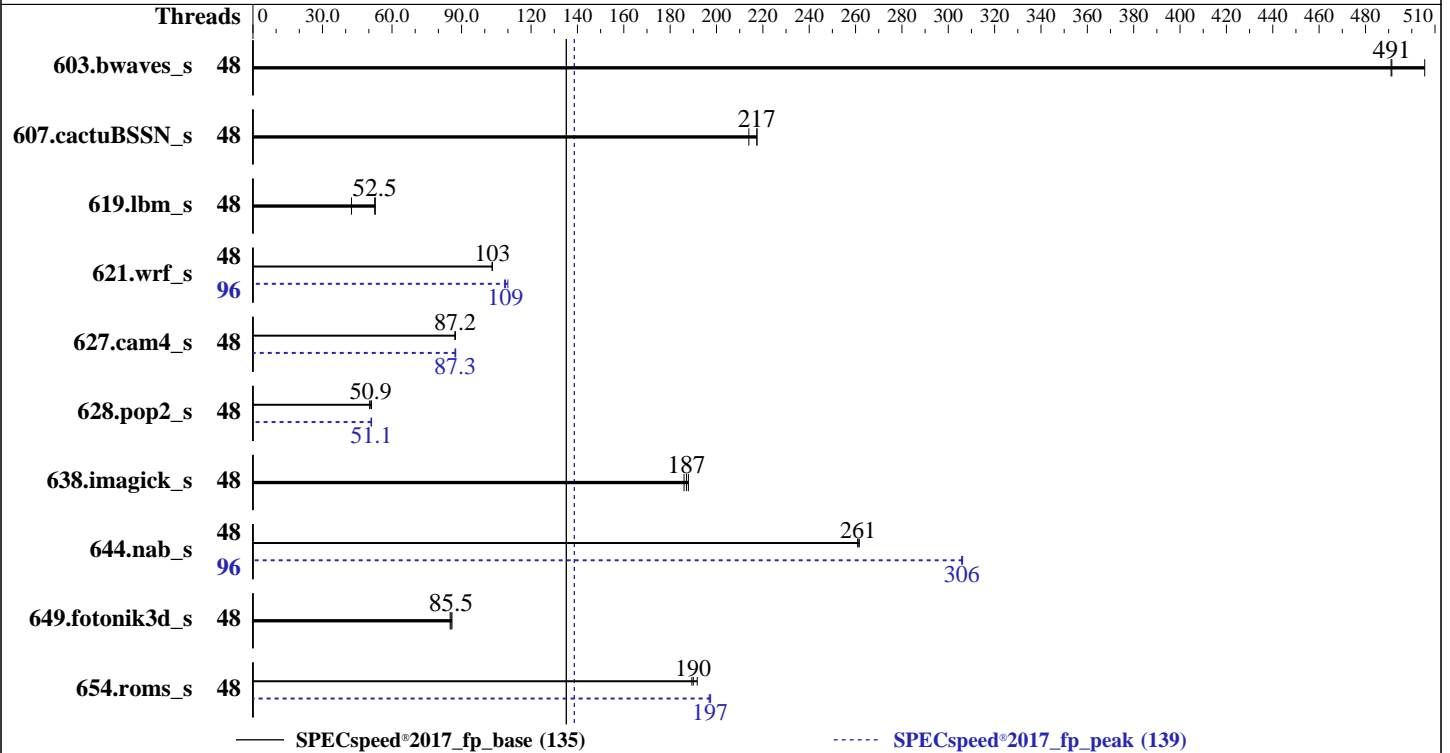 Threads 0 30.0 60.0 90.0 140 160 180 200 220 240 260 280 300 320 340 360 380 400 420 440 460 480 510
603.bwaves_s 48 491
607.cactuBSSN_s 48 217
619.lbm_s 48 52.5
48 103
621.wrf_s
96 109
87.2
627.cam4_s 48
87.3
50.9
628.pop2_s 48
51.1
638.imagick_s 48 187
48 261
644.nab_s
96 306
649.fotonik3d_s 48 85.5
190
654.roms_s 48
197
SPECspeed®2017_fp_base (135) SPECspeed®2017_fp_peak (139)